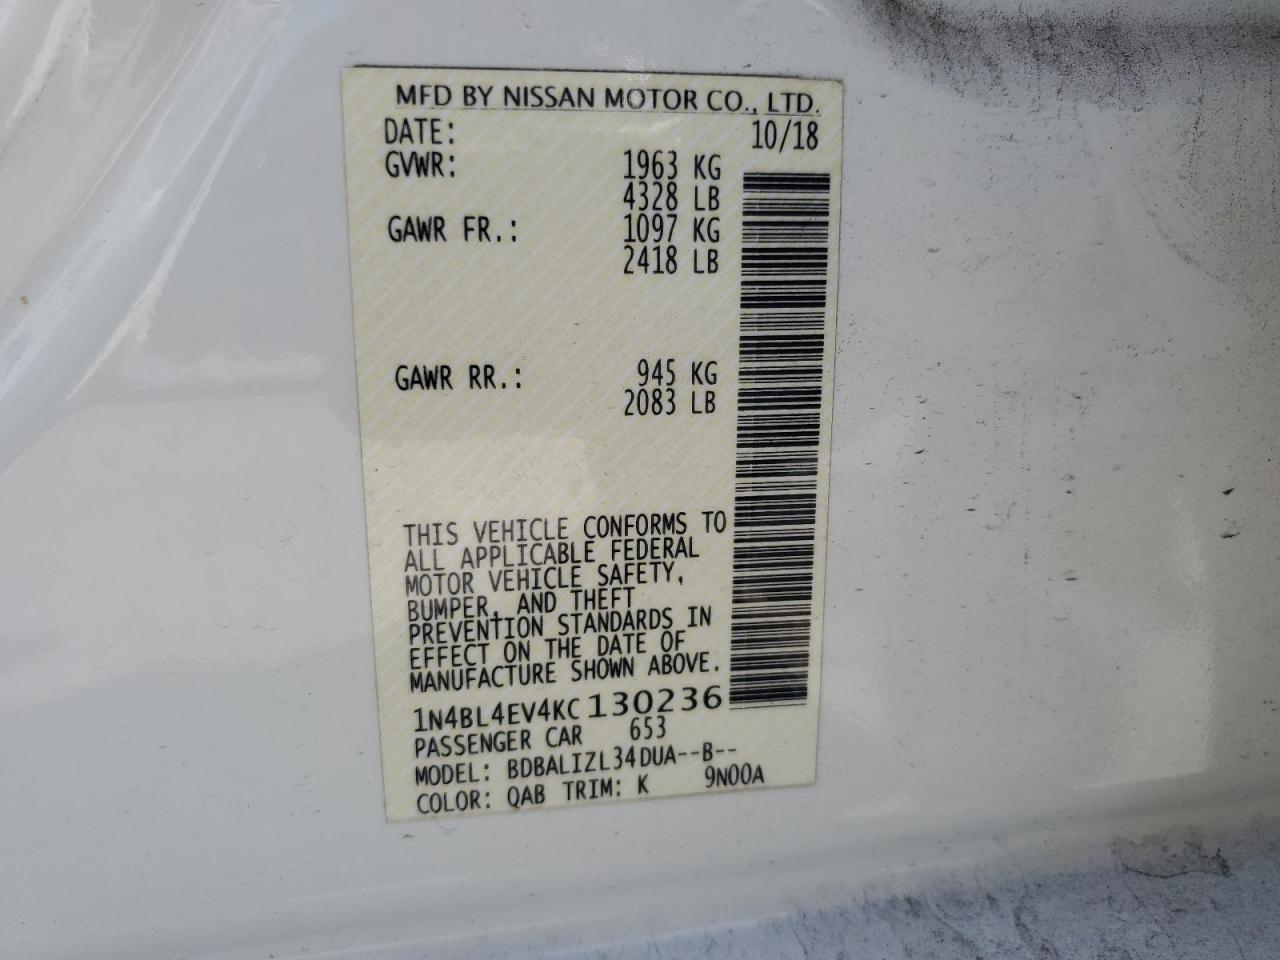 MFD BY NISSAN MOTOR CO., LTD.
DATE: 10/18
GVWR: 1963 KG
4328 LB
GAWR FR.: 1097 KG
2418 LB
GAWR RR.: 945 KG
2083 LB
THIS VEHICLE CONFORMS TO
ALL APPLICABLE FEDERAL
MOTOR VEHICLE SAFETY,
BUMPER, AND THEFT
PREVENTION STANDARDS IN
EFFECT ON THE DATE OF
MANUFACTURE SHOWN ABOVE.
1N4BL4EV4KC130236
PASSENGER CAR 653
MODEL: BDBALIZL34DUA--B--
COLOR: QAB TRIM: K 9N00A